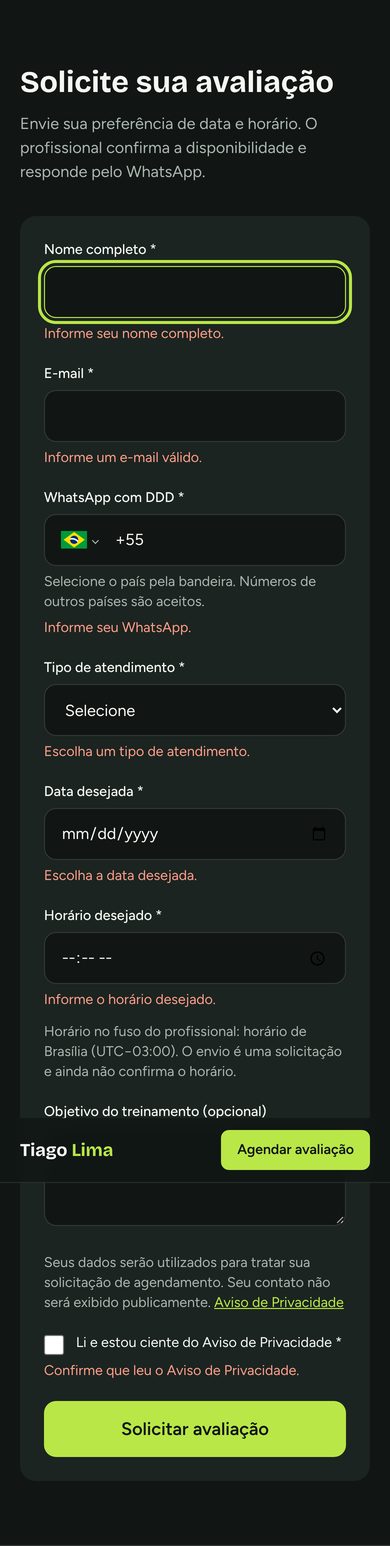 Solicite sua avaliação
Envie sua preferência de data e horário. O
profissional confirma a disponibilidade e
responde pelo WhatsApp.
Nome completo *
Informe seu nome completo.
E-mail *
Informe um e-mail válido.
WhatsApp com DDD *
+55
Selecione o país pela bandeira. Números de
outros países são aceitos.
Informe seu WhatsApp.
Tipo de atendimento *
Selecione
Escolha um tipo de atendimento.
Data desejada *
mm/dd/yyyy
Escolha a data desejada.
Horário desejado *
--:-- --
Informe o horário desejado.
Horário no fuso do profissional: horário de
Brasília (UTC−03:00). O envio é uma solicitação
e ainda não confirma o horário.
Objetivo do treinamento (opcional)
Tiago Lima
Agendar avaliação
Seus dados serão utilizados para tratar sua
solicitação de agendamento. Seu contato não
será exibido publicamente. Aviso de Privacidade
Li e estou ciente do Aviso de Privacidade *
Confirme que leu o Aviso de Privacidade.
Solicitar avaliação